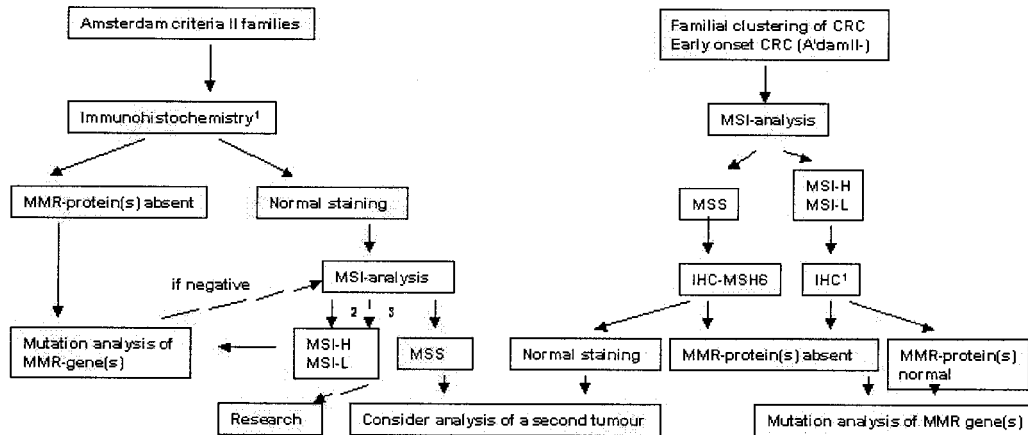 Amsterdam criteria II families
Immunohistochemistry¹
MMR-protein(s) absent
Normal staining
MSI-analysis
if negative
2
3
Mutation analysis of
MMR-gene(s)
MSI-H
MSI-L
MSS
Research
Consider analysis of a second tumour
Familial clustering of CRC
Early onset CRC (A'damII-)
MSI-analysis
MSS
MSI-H
MSI-L
IHC-MSH6
IHC¹
Normal staining
MMR-protein(s) absent
MMR-protein(s)
normal
Mutation analysis of MMR gene(s)